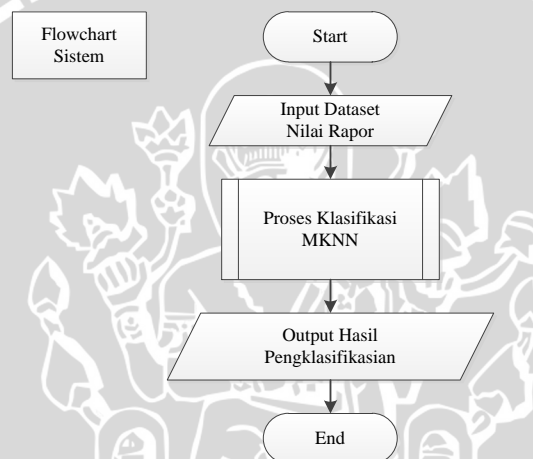 Flowchart
Sistem
Start
Input Dataset
Nilai Rapor
Proses Klasifikasi
MKNN
Output Hasil
Pengklasifikasian
End